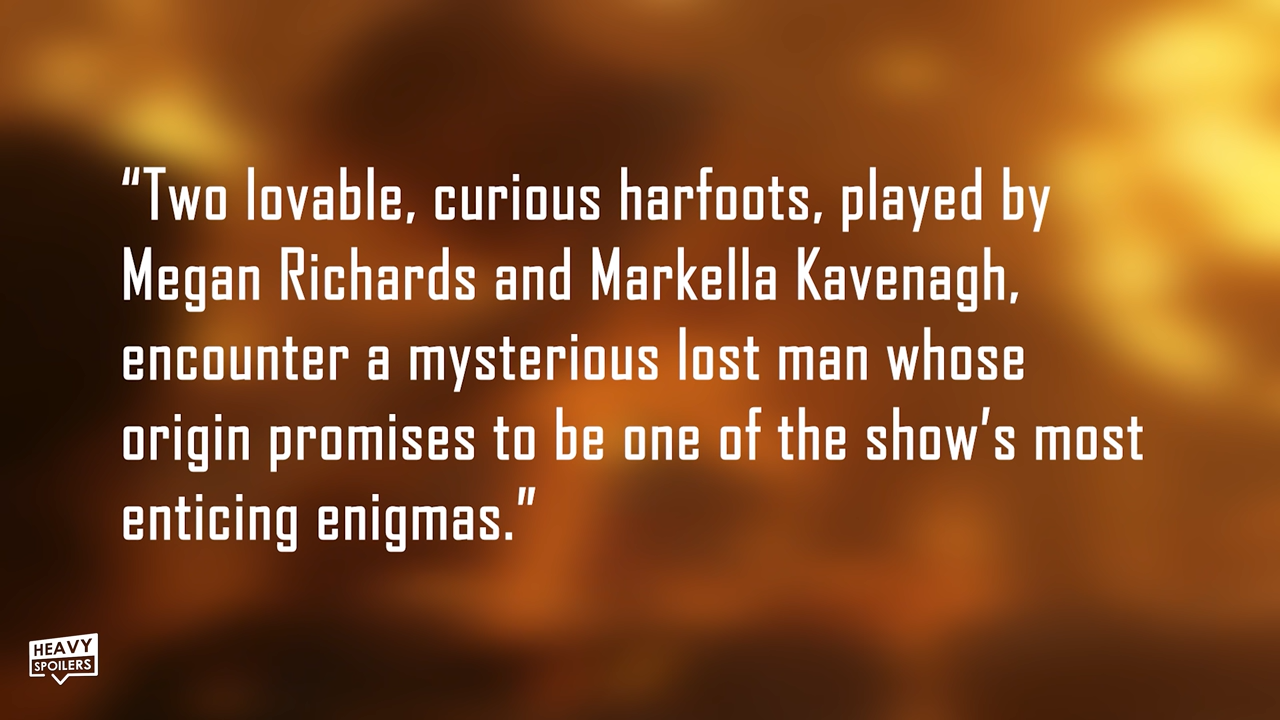 “Two lovable, curious harfoots, played by
Megan Richards and Markella Kavenagh,
encounter a mysterious lost man whose
origin promises to be one of the show’s most
enticing enigmas.”
HEAVY
SPOILERS